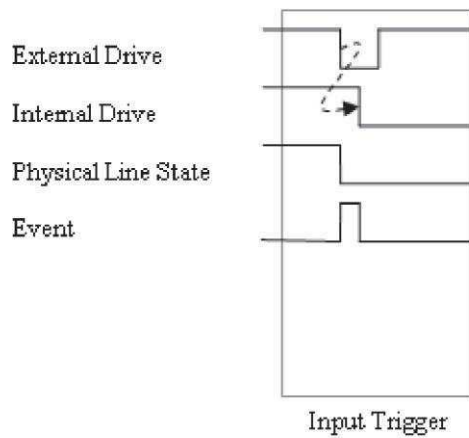 External Drive
Internal Drive
Physical Line State
Event
Input Trigger